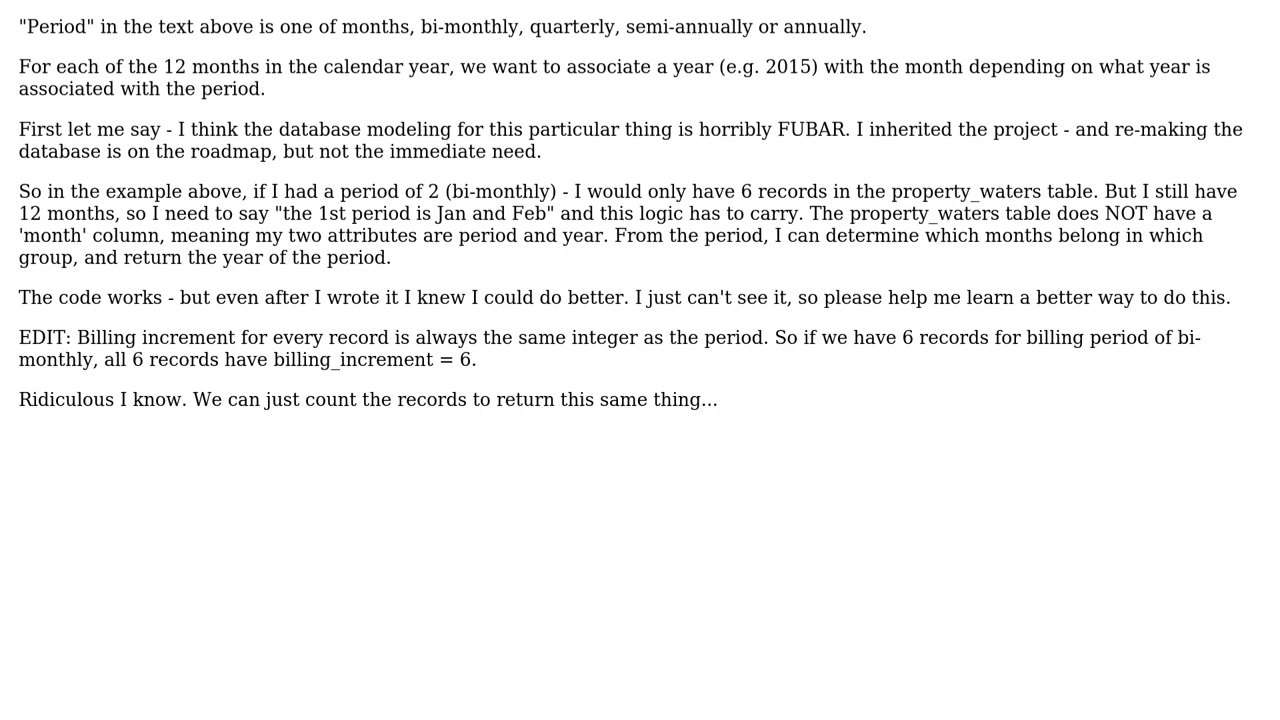 "Period" in the text above is one of months, bi-monthly, quarterly, semi-annually or annually.
For each of the 12 months in the calendar year, we want to associate a year (e.g. 2015) with the month depending on what year is
associated with the period.
First let me say - I think the database modeling for this particular thing is horribly FUBAR. I inherited the project - and re-making the
database is on the roadmap, but not the immediate need.
So in the example above, if I had a period of 2 (bi-monthly) - I would only have 6 records in the property_waters table. But I still have
12 months, so I need to say "the 1st period is Jan and Feb" and this logic has to carry. The property_waters table does NOT have a
'month' column, meaning my two attributes are period and year. From the period, I can determine which months belong in which
group, and return the year of the period.
The code works - but even after I wrote it I knew I could do better. I just can't see it, so please help me learn a better way to do this.
EDIT: Billing increment for every record is always the same integer as the period. So if we have 6 records for billing period of bi-
monthly, all 6 records have billing_increment = 6.
Ridiculous I know. We can just count the records to return this same thing...